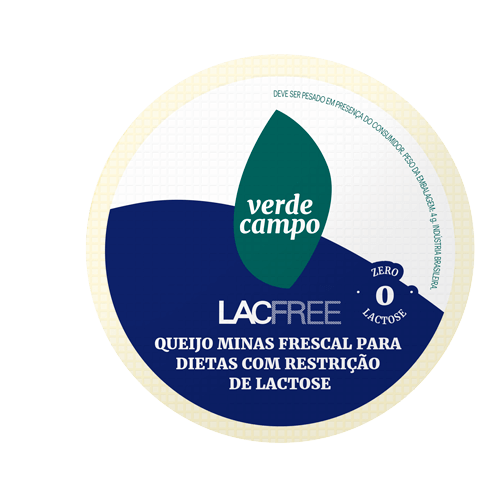 DEVE SER PESADO EM PRESENÇA DO CONSUMIDOR. PESO DA EMBALAGEM: 4 g. INDÚSTRIA BRASILEIRA.
verde
campo
ZERO
0
LACTOSE
LACFREE
QUEIJO MINAS FRESCAL PARA
DIETAS COM RESTRIÇÃO
DE LACTOSE